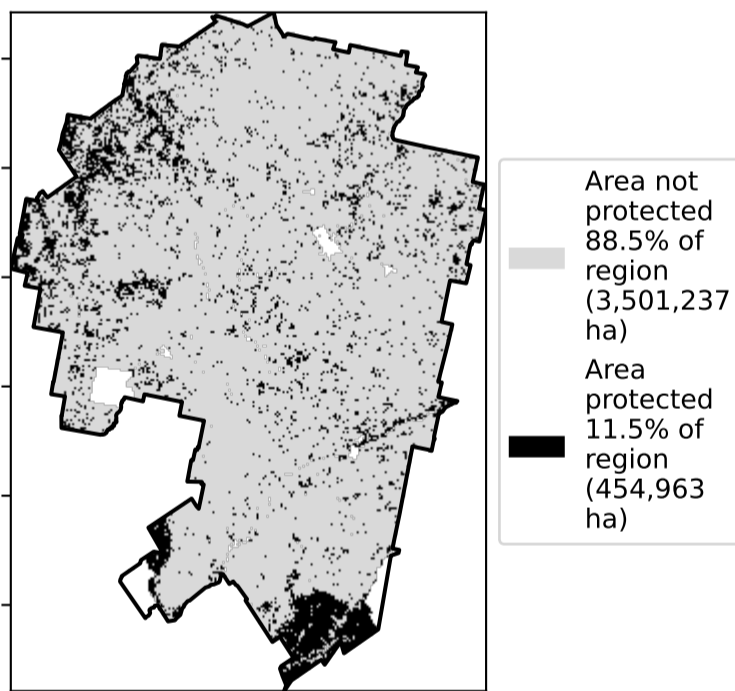 Area not
protected
88.5% of
region
(3,501,237
ha)
Area
protected
11.5% of
region
(454,963
ha)